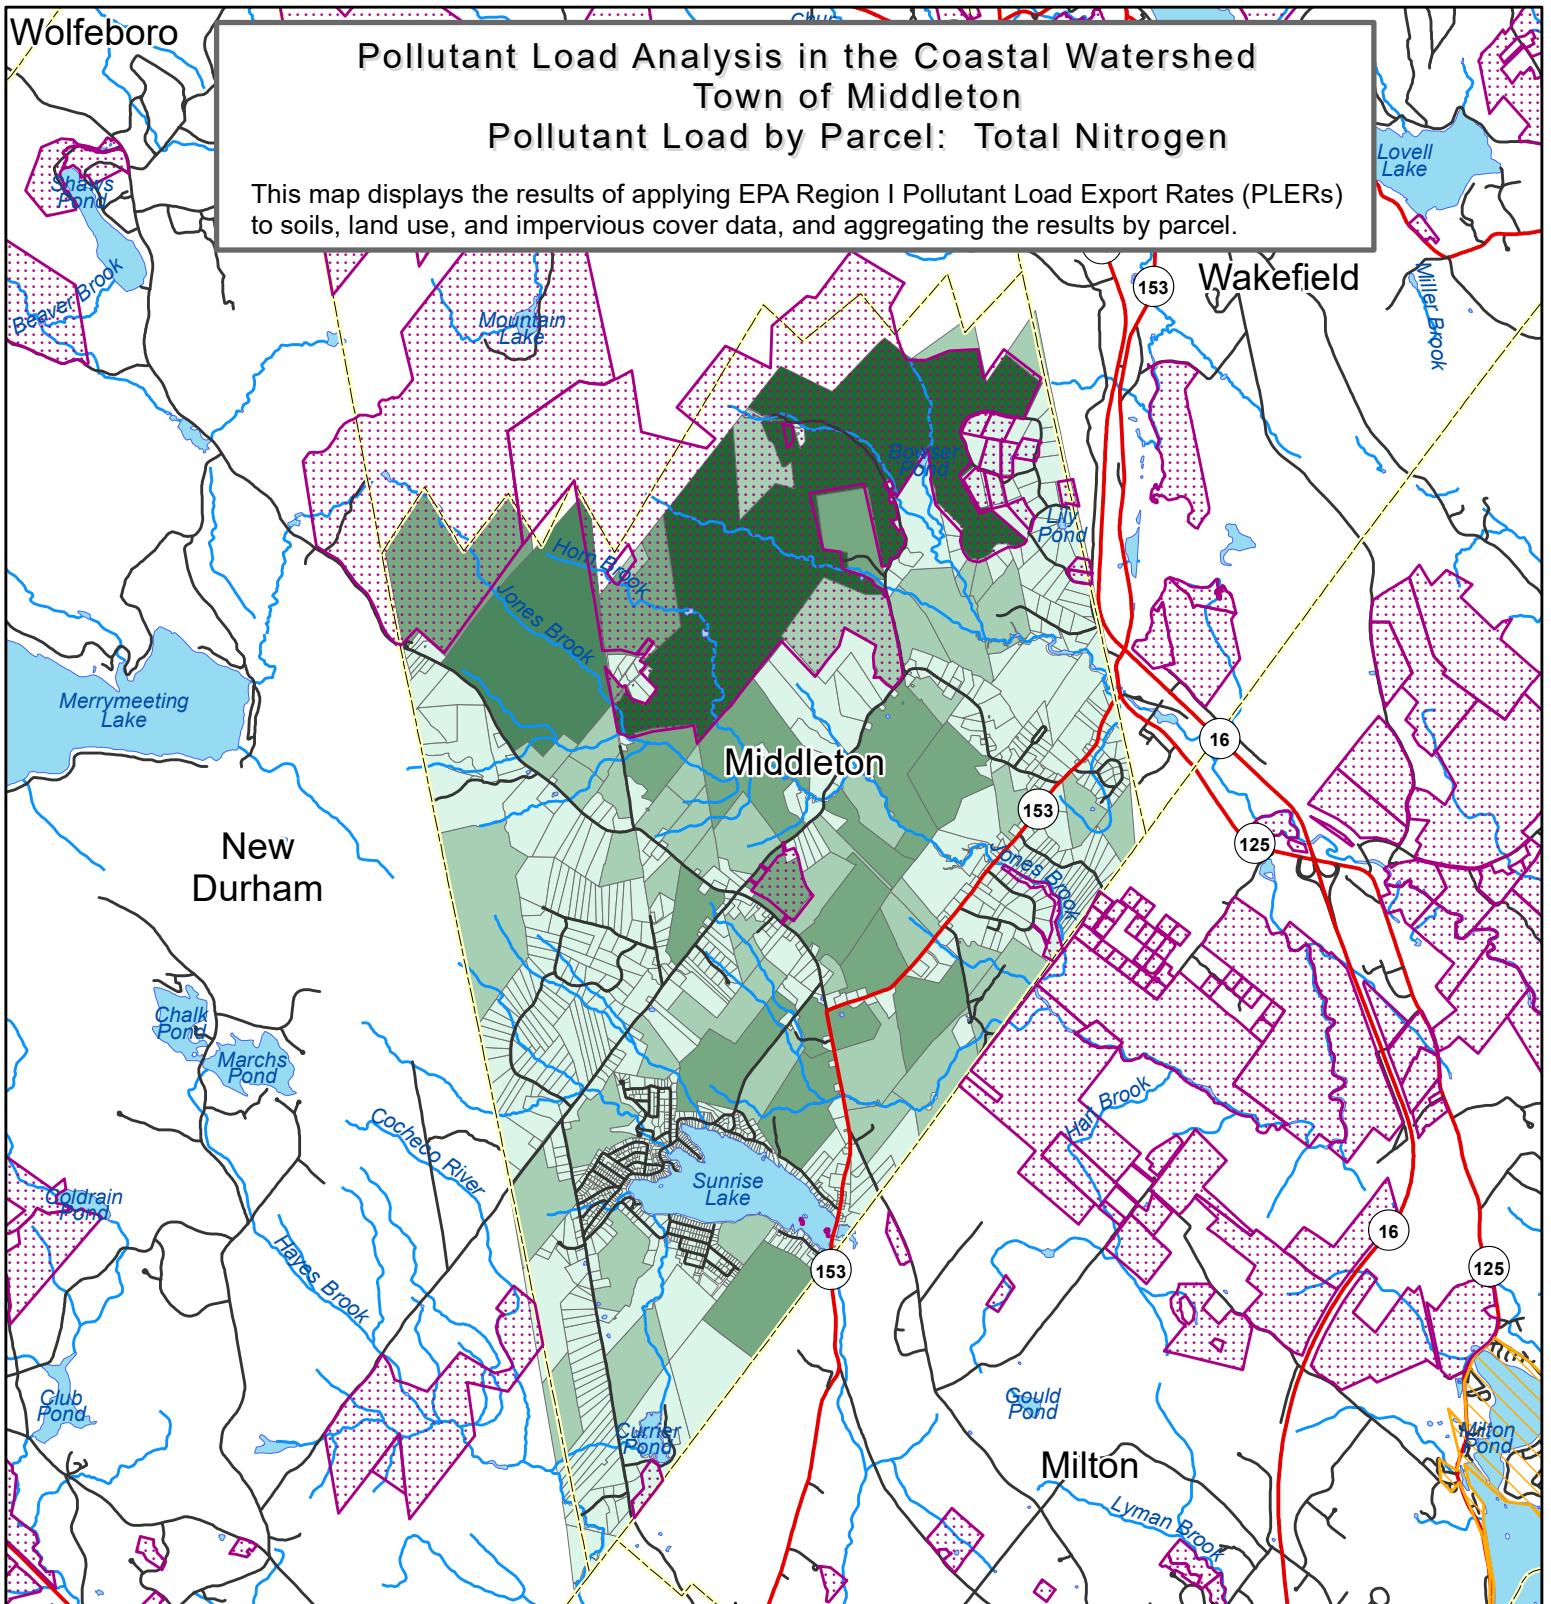 Wolfeboro
Pollutant Load Analysis in the Coastal Watershed
Town of Middleton
Pollutant Load by Parcel: Total Nitrogen
This map displays the results of applying EPA Region I Pollutant Load Export Rates (PLERs)
to soils, land use, and impervious cover data, and aggregating the results by parcel.
Lovell
Lake
Shaws
Pond
Beaver Brook
Mountain
Lake
153
Wakefield
Miller Brook
Bowser
Pond
Lily
Pond
Horn Brook
Jones Brook
Merrymeeting
Lake
16
Middleton
153
125
New
Durham
Jones Brook
Chalk
Pond
Marchs
Pond
Hart Brook
Cocheco River
Sunrise
Lake
Coldrain
Pond
16
Hayes Brook
153
125
Club
Pond
Gould
Pond
Currier
Pond
Milton
Pond
Milton
Lyman Brook